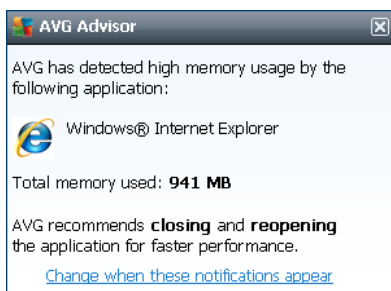 AVG Advisor
AVG has detected high memory usage by the
following application:
Windows® Internet Explorer
Total memory used: 941 MB
AVG recommends closing and reopening
the application for faster performance.
Change when these notifications appear